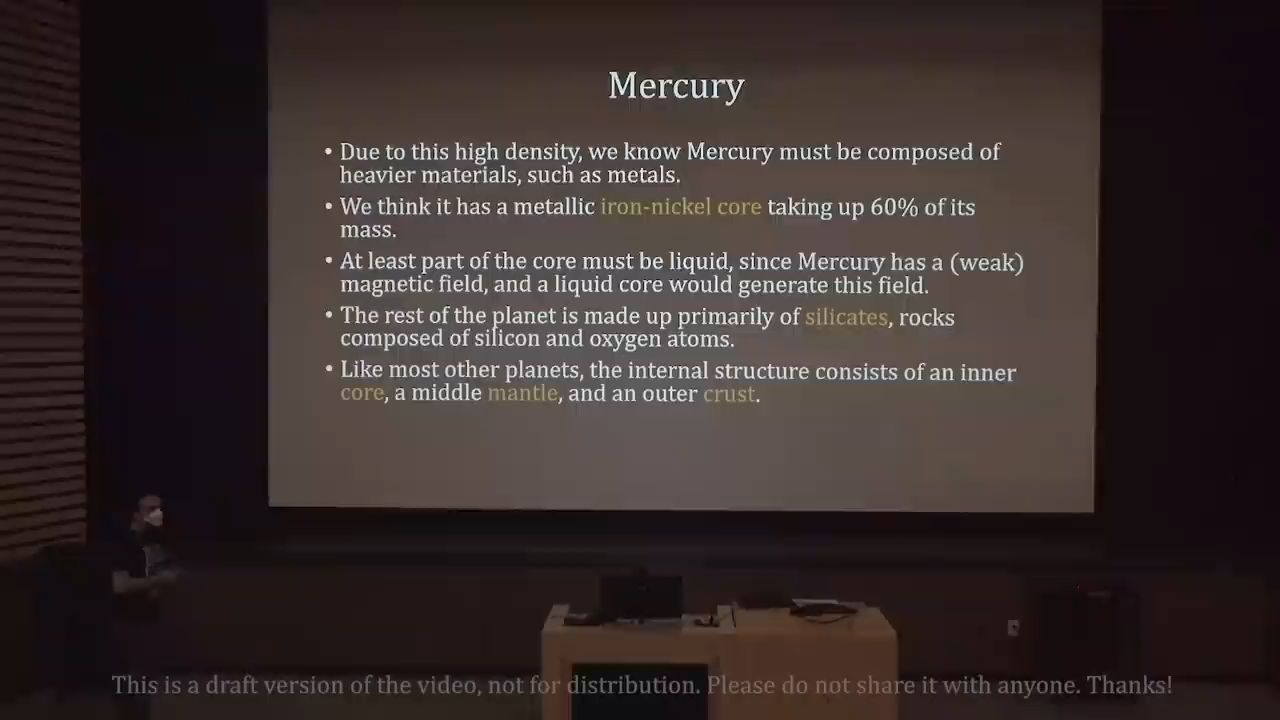 Mercury
• Due to this high density, we know Mercury must be composed of
heavier materials, such as metals.
• We think it has a metallic iron-nickel core taking up 60% of its
mass.
• At least part of the core must be liquid, since Mercury has a (weak)
magnetic field, and a liquid core would generate this field.
• The rest of the planet is made up primarily of silicates, rocks
composed of silicon and oxygen atoms.
• Like most other planets, the internal structure consists of an inner
core, a middle mantle, and an outer crust.
This is a draft version of the video, not for distribution. Please do not share it with anyone. Thanks!